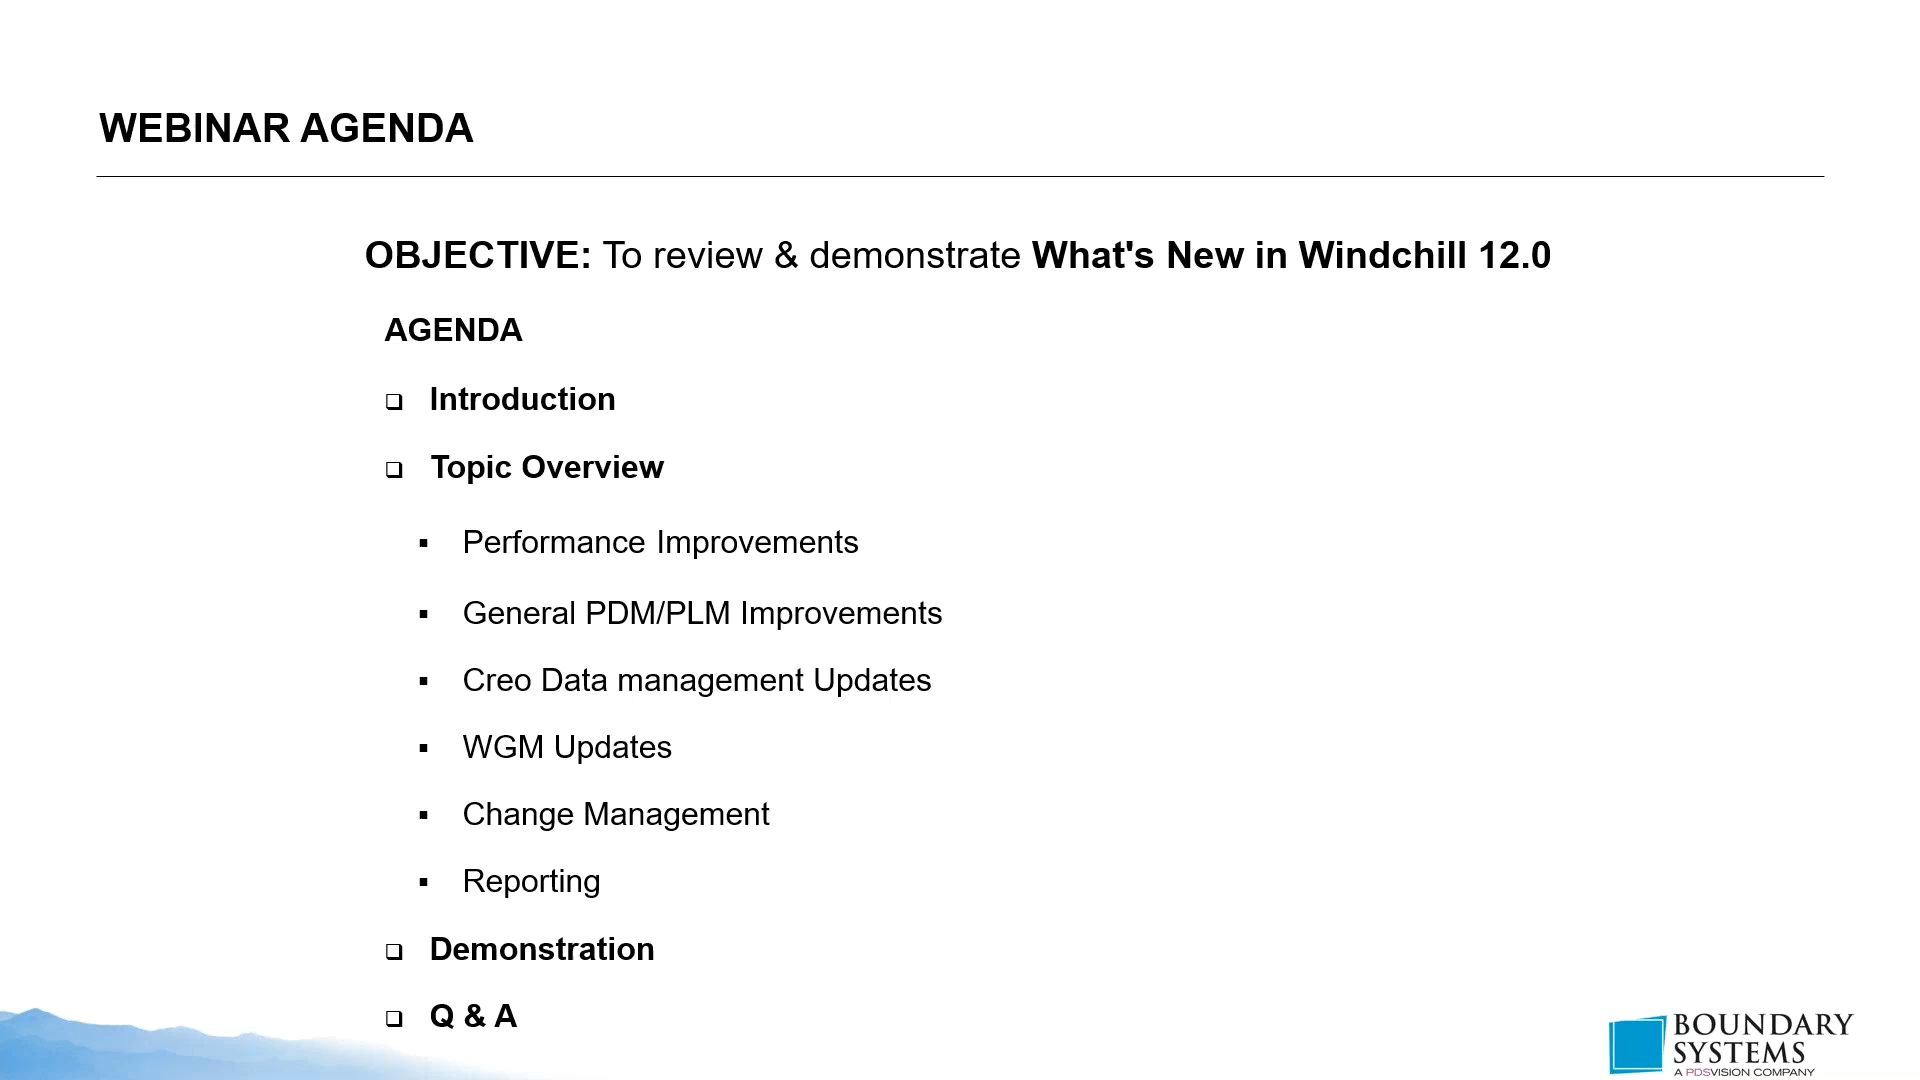 WEBINAR AGENDA
OBJECTIVE: To review & demonstrate What's New in Windchill 12.0
AGENDA
Introduction
Topic Overview
Performance Improvements
General PDM/PLM Improvements
Creo Data management Updates
WGM Updates
Change Management
Reporting
Demonstration
Q & A
BOUNDARY
SYSTEMS
A PDSVISION COMPANY